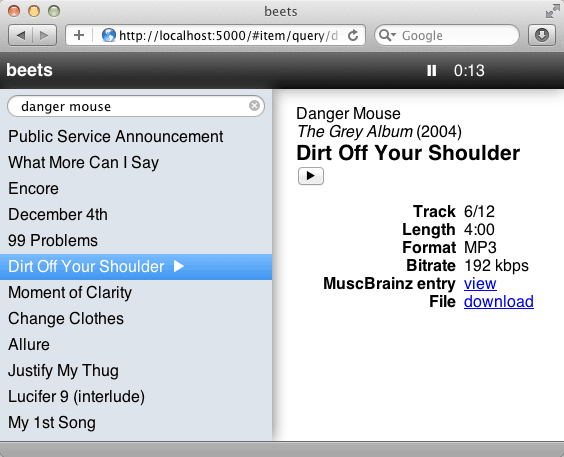 beets
http://localhost:5000/#item/query/d
Google
beets
0:13
danger mouse
Public Service Announcement
What More Can I Say
Encore
December 4th
99 Problems
Dirt Off Your Shoulder
Moment of Clarity
Change Clothes
Allure
Justify My Thug
Lucifer 9 (interlude)
My 1st Song
Danger Mouse
The Grey Album (2004)
Dirt Off Your Shoulder
Track 6/12
Length 4:00
Format MP3
Bitrate 192 kbps
MuscBrainz entry view
File download